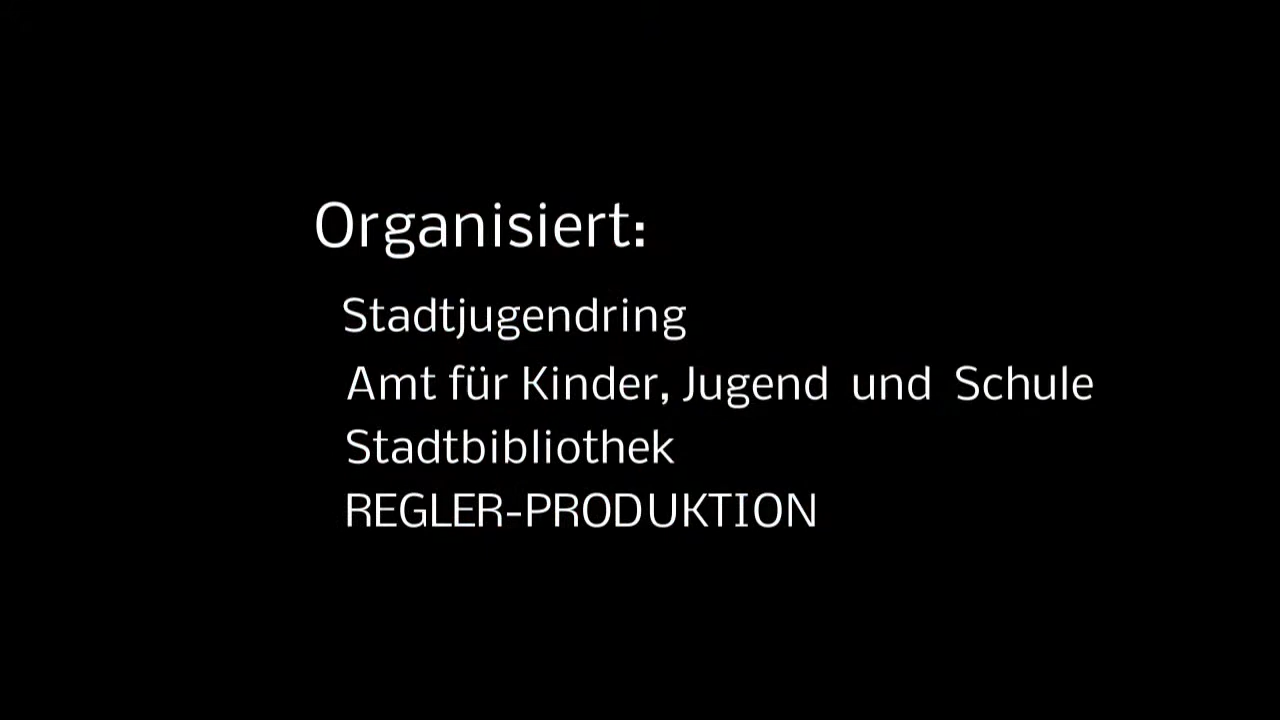 Organisiert:
Stadtjugendring
Amt für Kinder, Jugend und Schule
Stadtbibliothek
REGLER-PRODUKTION